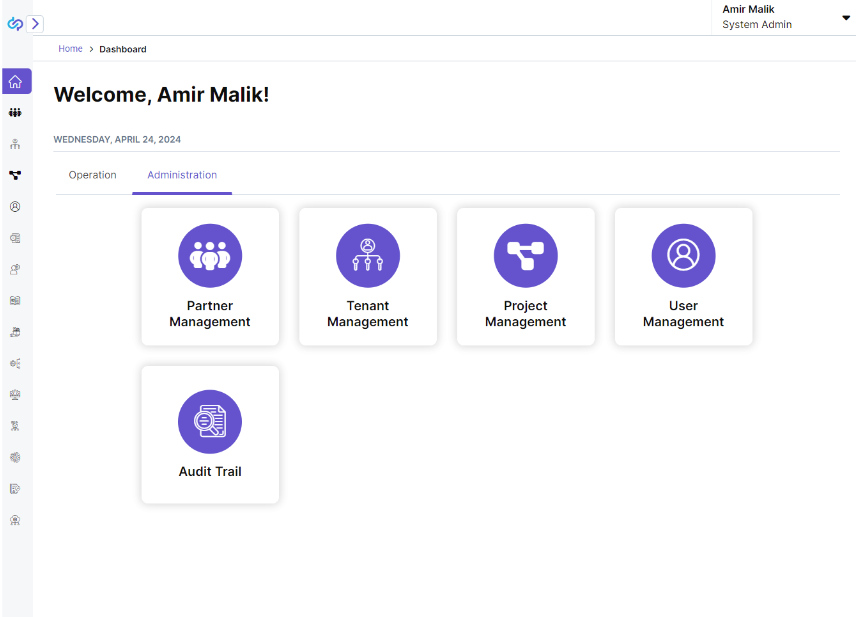 Amir Malik
System Admin
Home > Dashboard
Welcome, Amir Malik!
WEDNESDAY, APRIL 24, 2024
Operation Administration
Partner
Management
Tenant
Management
Project
Management
User
Management
Audit Trail